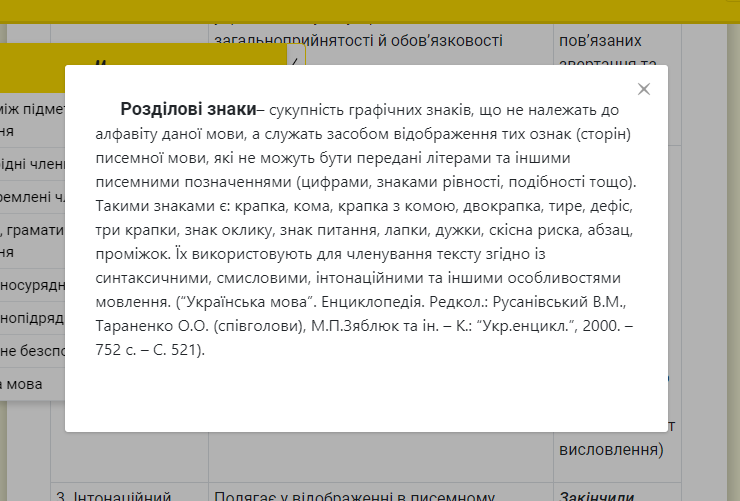 загальноприйнятості й обов’язковості
пов’язаних
Розділові знаки– сукупність графічних знаків, що не належать до
алфавіту даної мови, а служать засобом відображення тих ознак (сторін)
писемної мови, які не можуть бути передані літерами та іншими
писемними позначеннями (цифрами, знаками рівності, подібності тощо).
Такими знаками є: крапка, кома, крапка з комою, двокрапка, тире, дефіс,
три крапки, знак оклику, знак питання, лапки, дужки, скісна риска, абзац,
проміжок. Їх використовують для членування тексту згідно із
синтаксичними, смисловими, інтонаційними та іншими особливостями
мовлення. (“Українська мова”. Енциклопедія. Редкол.: Русанівський В.М.,
Тараненко О.О. (співголови), М.П.Зяблюк та ін. – К.: “Укр.енцикл.”, 2000. –
752 с. – С. 521).
між підмет
ня
рідні члени
ремлені ч
, грамати
ня
носурядн
нопідряд
не безспо
а мова
т
висловлення)
3. Інтонаційний
Полягає у відображенні в писемному
Закінчили